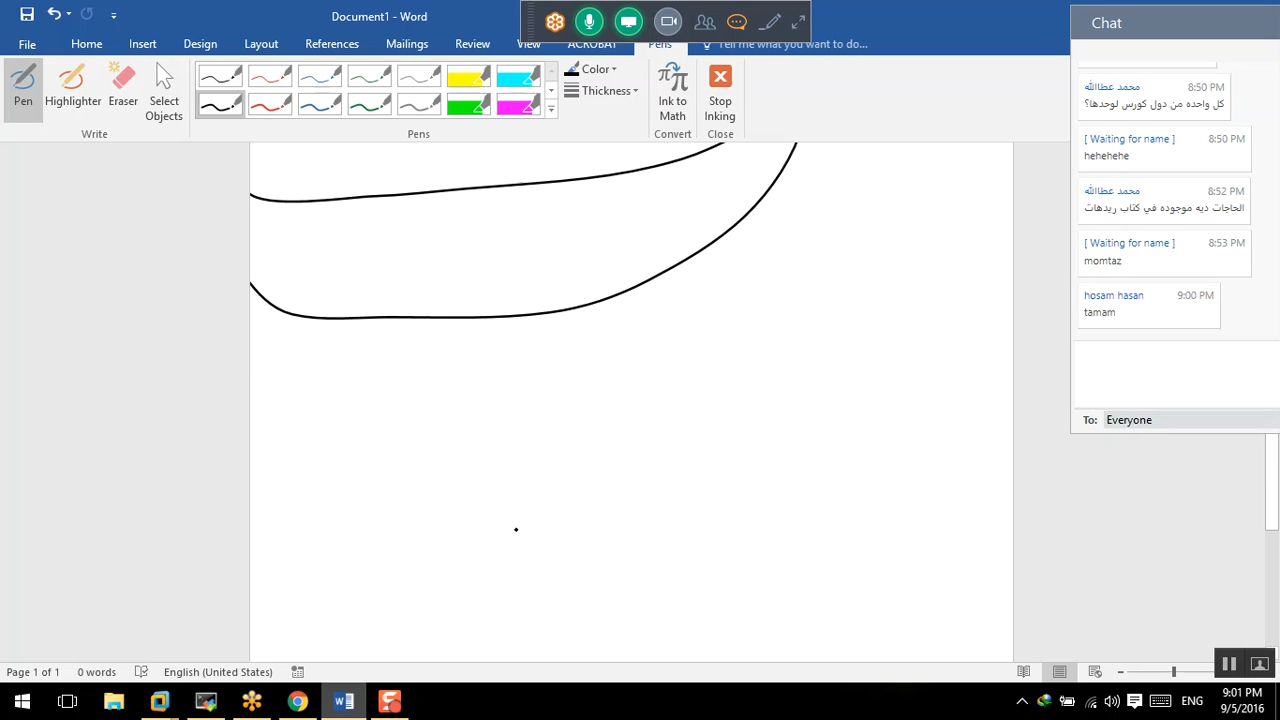 Document1 - Word
File
Home
Insert
Design
Layout
References
Mailings
Review
View
ACROBAT
Pens
Tell me what you want to do...
Pen
Highlighter
Eraser
Select
Objects
Color
Thickness
Ink to
Math
Stop
Inking
Write
Pens
Convert
Close
Chat
محمد عطاالله 8:50 PM
واحده من دول كورس لوحدها؟
[ Waiting for name ] 8:50 PM
hehehehe
محمد عطاالله 8:52 PM
الحاجات ديه موجوده في كتاب ريدهات
[ Waiting for name ] 8:53 PM
momtaz
hosam hasan 9:00 PM
tamam
To: Everyone
Page 1 of 1
0 words
English (United States)
ENG
9:01 PM
9/5/2016